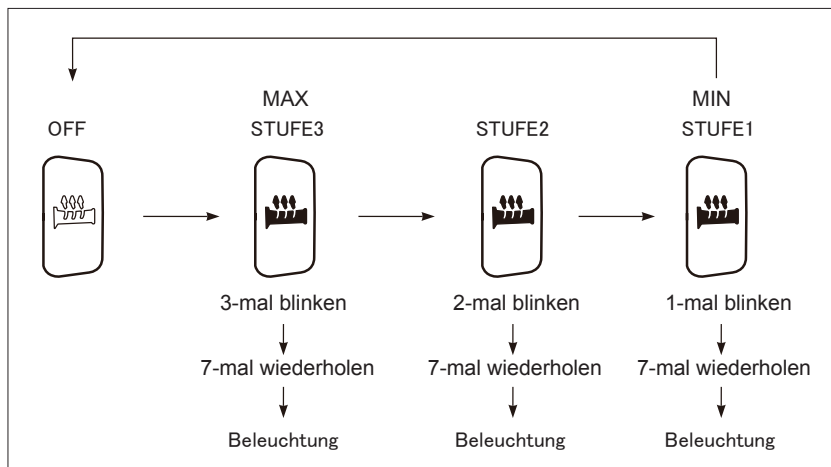 MAX
MIN
OFF
STUFE3
STUFE2
STUFE1
3-mal blinken
2-mal blinken
1-mal blinken
7-mal wiederholen
7-mal wiederholen
7-mal wiederholen
Beleuchtung
Beleuchtung
Beleuchtung